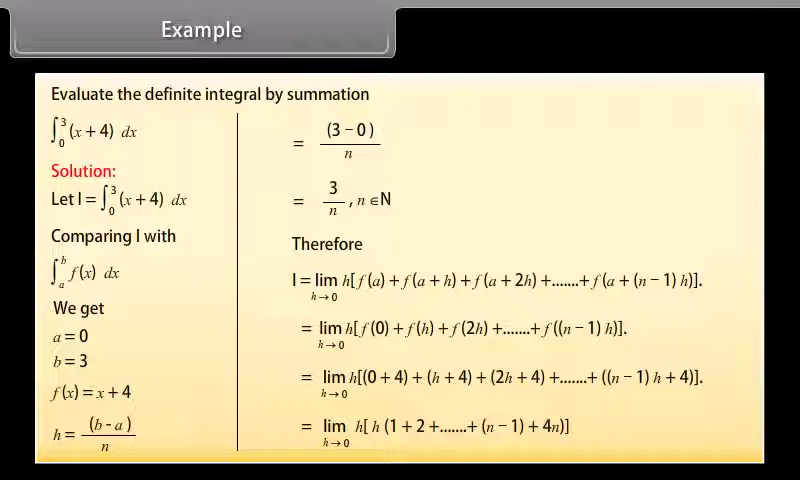 Example
Evaluate the definite integral by summation
∫₀³ (x + 4) dx
Solution:
Let I = ∫₀³ (x + 4) dx
Comparing I with
∫ₐᵇ f(x) dx
We get
a = 0
b = 3
f(x) = x + 4
h = (b - a) / n
= (3 − 0) / n
= 3 / n , n ∈ N
Therefore
I = lim h→0 h[f(a) + f(a + h) + f(a + 2h) +.......+ f(a + (n − 1) h)].
= lim h→0 h[f(0) + f(h) + f(2h) +.......+ f((n − 1) h)].
= lim h→0 h[(0 + 4) + (h + 4) + (2h + 4) +.......+ ((n − 1) h + 4)].
= lim h→0 h[ h (1 + 2 +.......+ (n − 1) + 4n)]